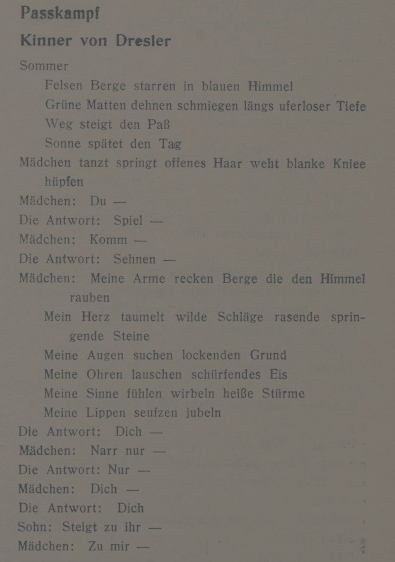 Passkampf
Kinner von Dresler
Sommer
Felsen Berge starren in blauen Himmel
Grüne Matten dehnen schmiegen längs uferloser Tiefe
Weg steigt den Paß
Sonne spätet den Tag
Mädchen tanzt springt offenes Haar weht blanke Kniee
hüpfen
Mädchen: Du —
Die Antwort: Spiel —
Mädchen: Komm —
Die Antwort: Sehnen —
Mädchen: Meine Arme recken Berge die den Himmel
rauben
Mein Herz taumelt wilde Schläge rasende sprin-
gende Steine
Meine Augen suchen lockenden Grund
Meine Ohren lauschen schürfendes Eis
Meine Sinne fühlen wirbeln heiße Stürme
Meine Lippen seufzen jubeln
Die Antwort: Dich —
Mädchen: Narr nur —
Die Antwort: Nur —
Mädchen: Dich —
Die Antwort: Dich
Sohn: Steigt zu ihr —
Mädchen: Zu mir —